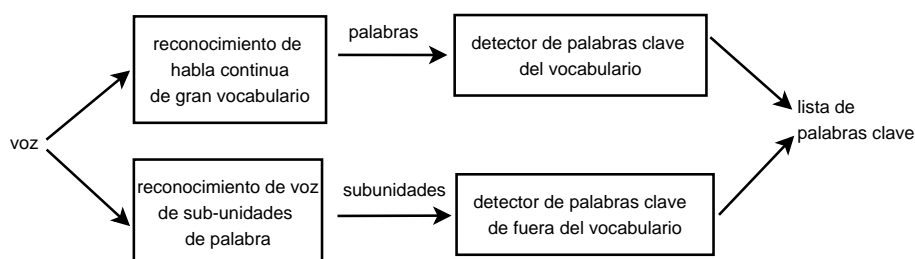 voz
reconocimiento de
habla continua
de gran vocabulario
palabras
detector de palabras clave
del vocabulario
reconocimiento de voz
de sub-unidades
de palabra
subunidades
detector de palabras clave
de fuera del vocabulario
lista de
palabras clave